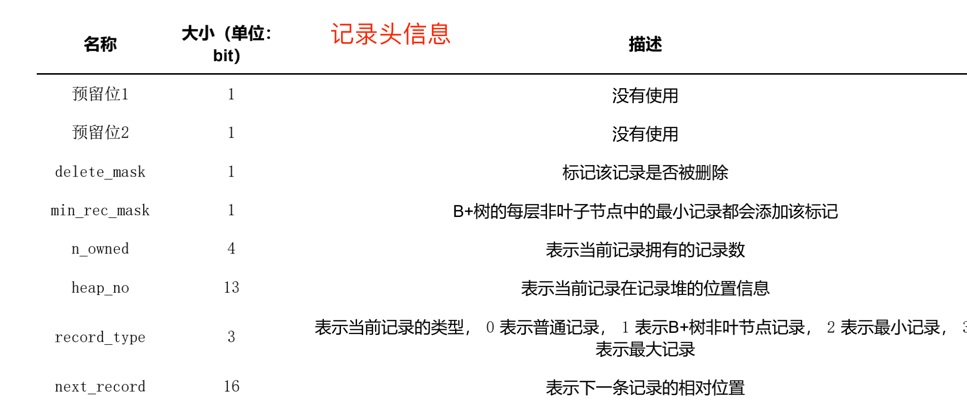 记录头信息
名称 大小（单位：bit） 描述
预留位1 1 没有使用
预留位2 1 没有使用
delete_mask 1 标记该记录是否被删除
min_rec_mask 1 B+树的每层非叶子节点中的最小记录都会添加该标记
n_owned 4 表示当前记录拥有的记录数
heap_no 13 表示当前记录在记录堆的位置信息
record_type 3 表示当前记录的类型， 0 表示普通记录， 1 表示B+树非叶节点记录， 2 表示最小记录， 3
表示最大记录
next_record 16 表示下一条记录的相对位置